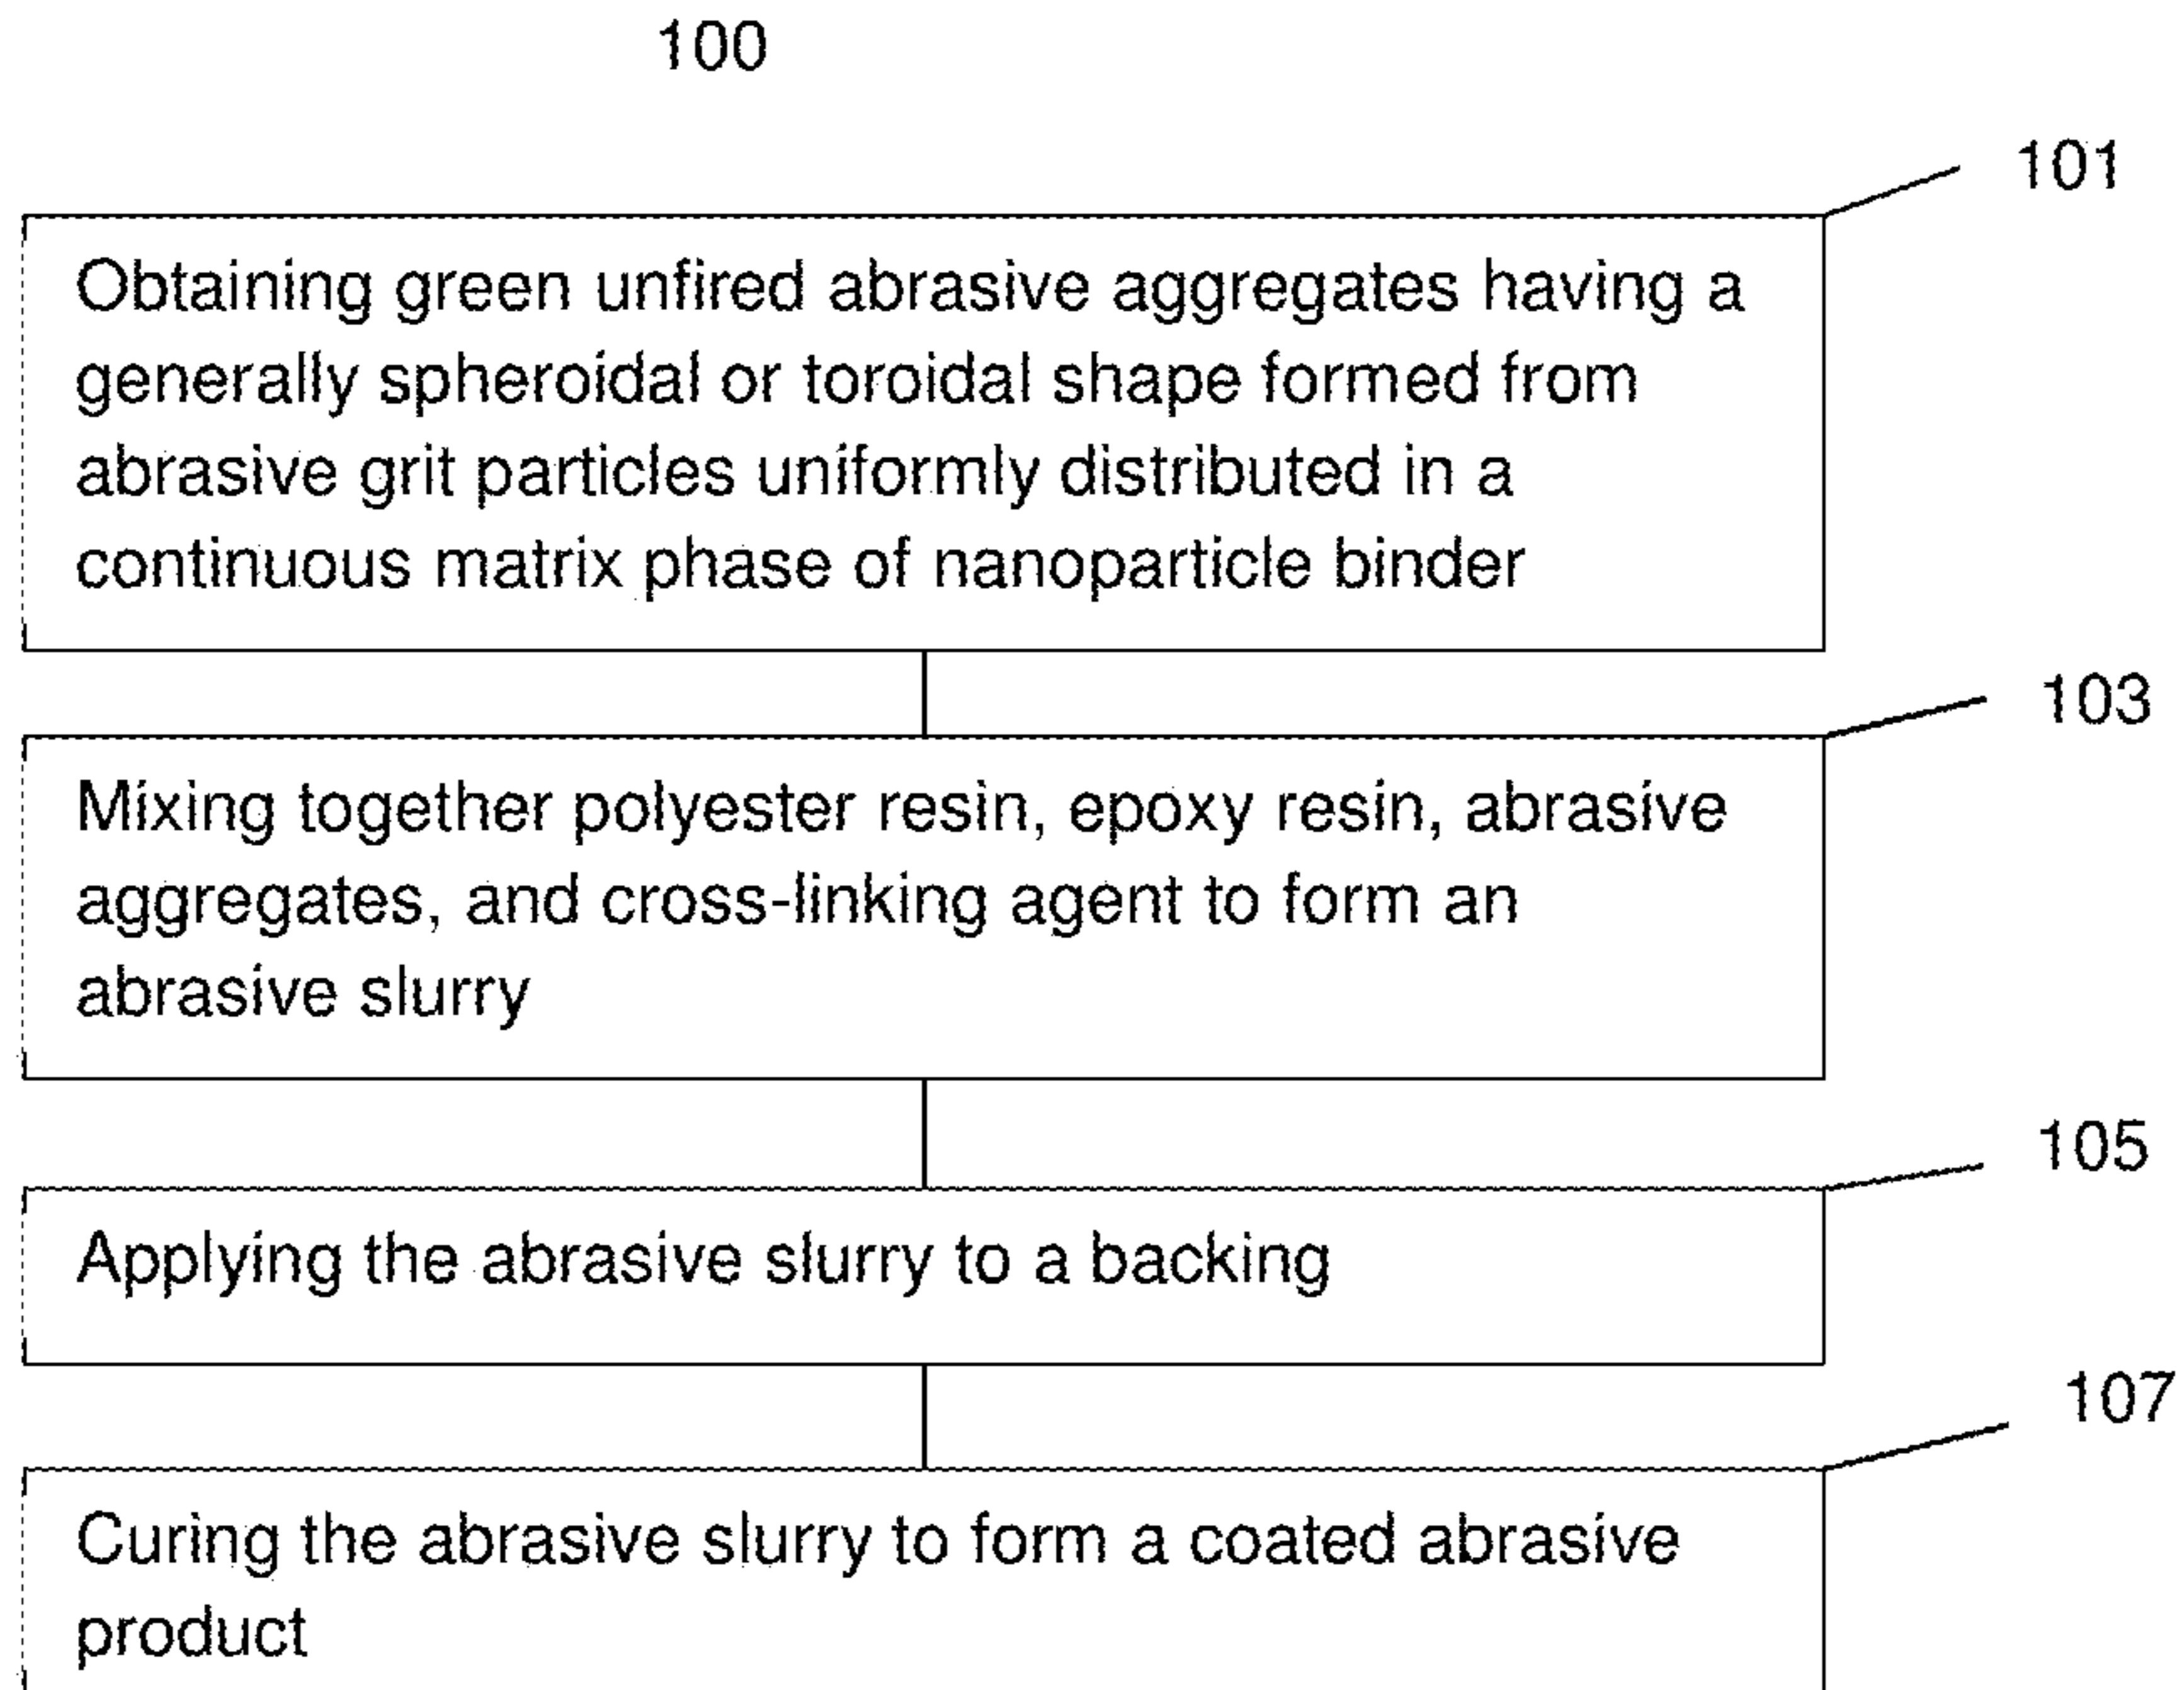 100
101
Obtaining green unfired abrasive aggregates having a
generally spheroidal or toroidal shape formed from
abrasive grit particles uniformly distributed in a
continuous matrix phase of nanoparticle binder
103
Mixing together polyester resin, epoxy resin, abrasive
aggregates, and cross-linking agent to form an
abrasive slurry
105
Applying the abrasive slurry to a backing
107
Curing the abrasive slurry to form a coated abrasive
product